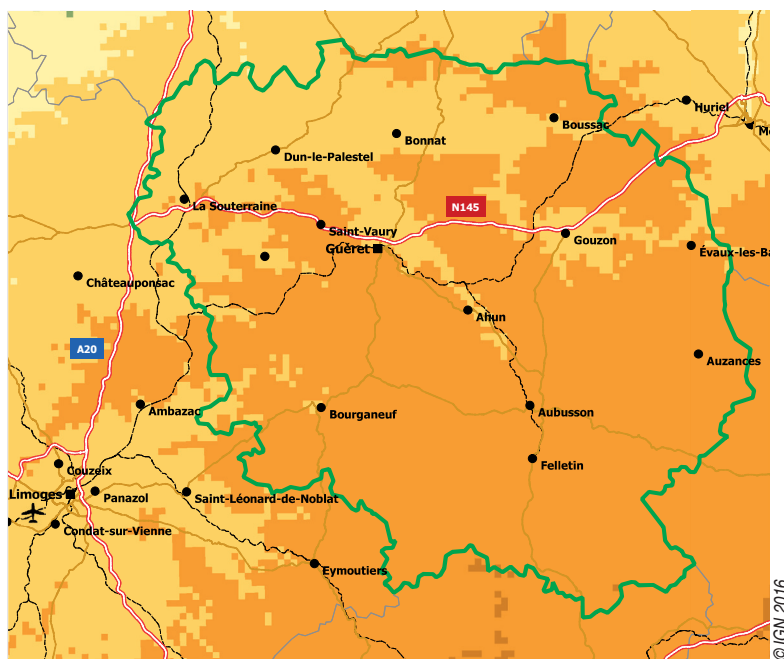 Hyriel
Boussac
Bonnat
Dun-le-Palestel
La Souterraine
N145
Saint-Vaury
Guéret
Gouzon
Évaux-les-Ba
Châteauponsac
Ahun
A20
Auzances
Ambazac
Bourganeuf
Aubusson
Couzeix
Felletin
Limoges
Panazol
Saint-Léonard-de-Noblat
Condat-sur-Vienne
Eymoutiers
©IGN 2016